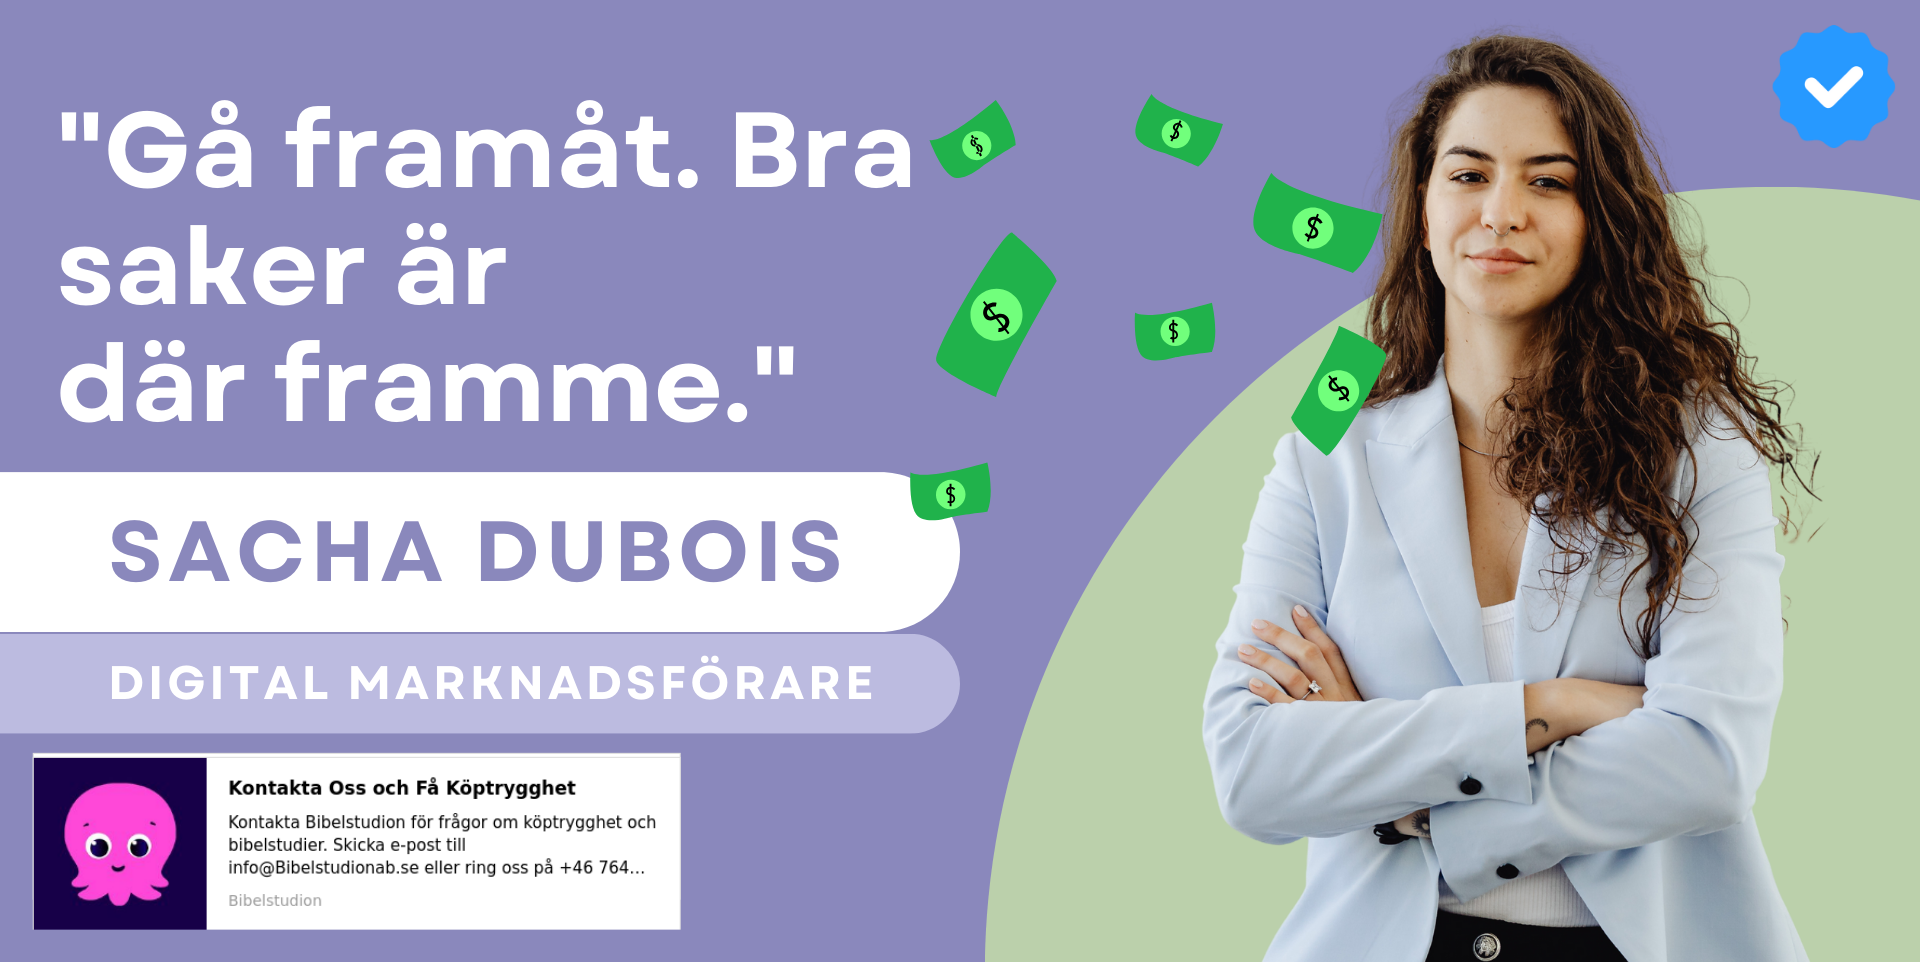 "Gå framåt. Bra
saker är
där framme."
SACHA DUBOIS
DIGITAL MARKNADSFÖRARE
Kontakta Oss och Få Köptrygghet
Kontakta Bibelstudion för frågor om köptrygghet och
bibelstudier. Skicka e-post till
info@Bibelstudionab.se eller ring oss på +46 764...
Bibelstudion
$
$
$
$
$
$
$